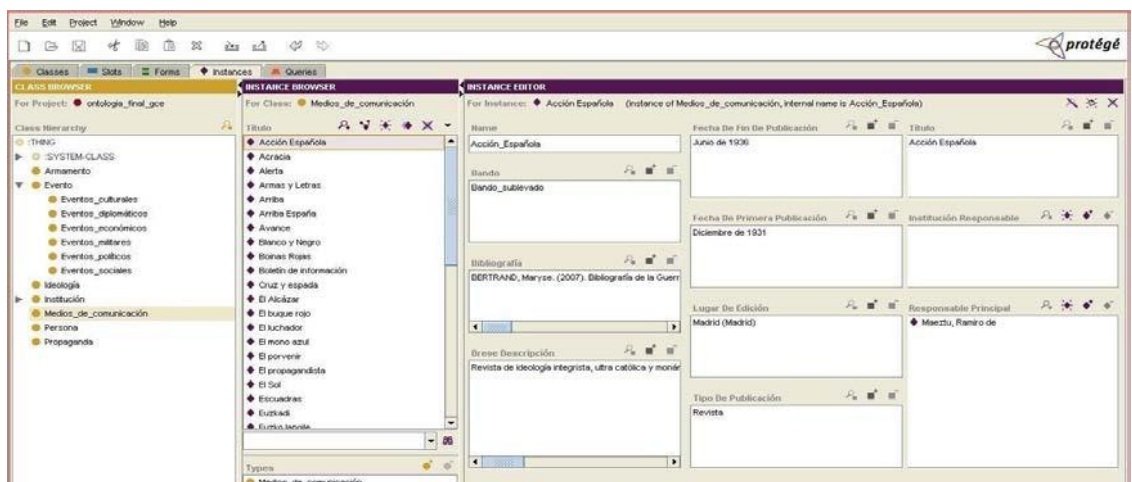 File Edit Project Window Help
protégé
Classes Slots Forms Instances Queries
CLASS BROWSER
For Project: ontologia_final_gce
Class Hierarchy
:THING
:SYSTEM-CLASS
Armamento
Evento
Eventos_culturales
Eventos_diplomáticos
Eventos_económicos
Eventos_militares
Eventos_políticos
Eventos_sociales
Ideología
Institución
Medios_de_comunicación
Persona
Propaganda
INSTANCE BROWSER
For Class: Medios_de_comunicación
Título
Acción Española
Acracia
Alerta
Armas y Letras
Arriba
Arriba España
Avance
Blanco y Negro
Boinas Rojas
Boletín de información
Cruz y espada
El Alcázar
El buque rojo
El luchador
El mono azul
El porvenir
El propagandista
El Sol
Escuadras
Euzkadi
Types
Medios_de_comunicación
INSTANCE EDITOR
For Instance: Acción Española (instance of Medios_de_comunicación, internal name is Acción_Española)
Name
Acción_Española
Bando
Bando_sublevado
Bibliografía
BERTRAND, Maryse. (2007). Bibliografía de la Guerr
Breve Descripción
Revista de ideología integrista, ultra católica y monár
Fecha De Fin De Publicación
Junio de 1936
Fecha De Primera Publicación
Diciembre de 1931
Lugar De Edición
Madrid (Madrid)
Tipo De Publicación
Revista
Título
Acción Española
Institución Responsable
Responsable Principal
Maeztu, Ramiro de